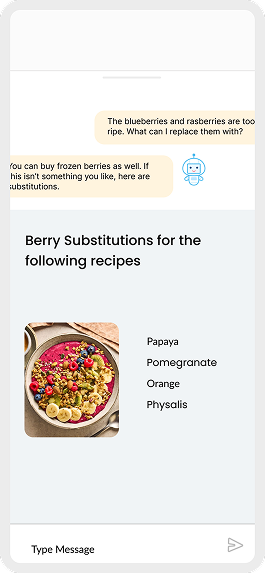 The blueberries and rasberries are too
ripe. What can I replace them with?
You can buy frozen berries as well. If
this isn't something you like, here are
substitutions.
Berry Substitutions for the
following recipes
Papaya
Pomegranate
Orange
Physalis
Type Message